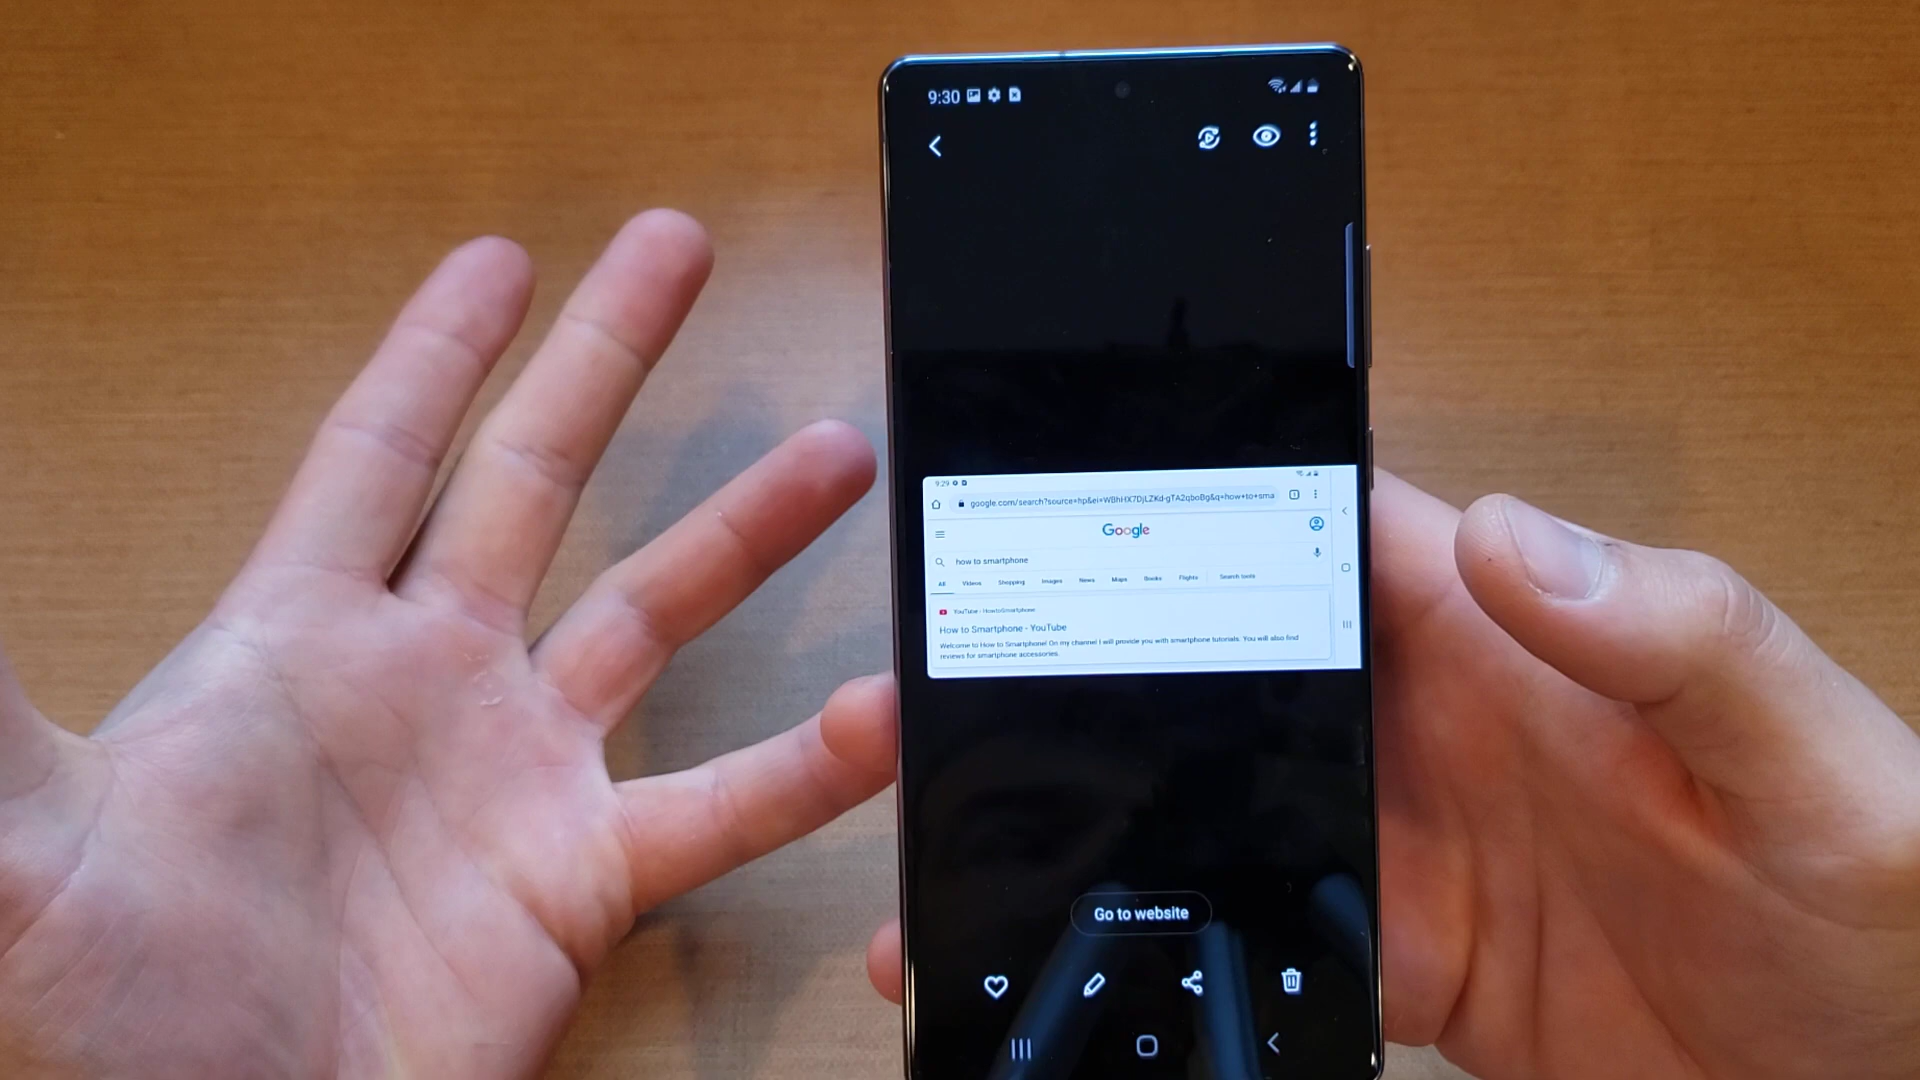 9:30
9:29
google.com/search?source=hp&ei=WBhHX7DjLZKd-gTA2qboBg&q=how+to+sma
1
Google
how to smartphone
All Videos Shopping Images News Maps Books Flights Search tools
YouTube › HowtoSmartphone
How to Smartphone - YouTube
Welcome to How to Smartphone! On my channel I will provide you with smartphone tutorials. You will also find
reviews for smartphone accessories.
Go to website